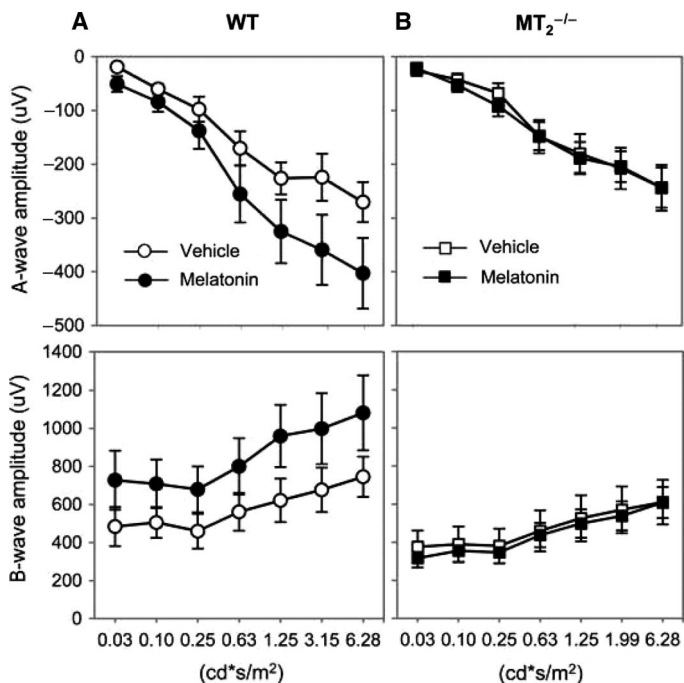 A WT B MT2−/−
A-wave amplitude (uV)
0
−100
−200
−300
−400
−500
Vehicle
Melatonin
Vehicle
Melatonin
B-wave amplitude (uV)
1400
1200
1000
800
600
400
200
0
0.03 0.10 0.25 0.63 1.25 3.15 6.28
0.03 0.10 0.25 0.63 1.25 1.99 6.28
(cd*s/m2) (cd*s/m2)